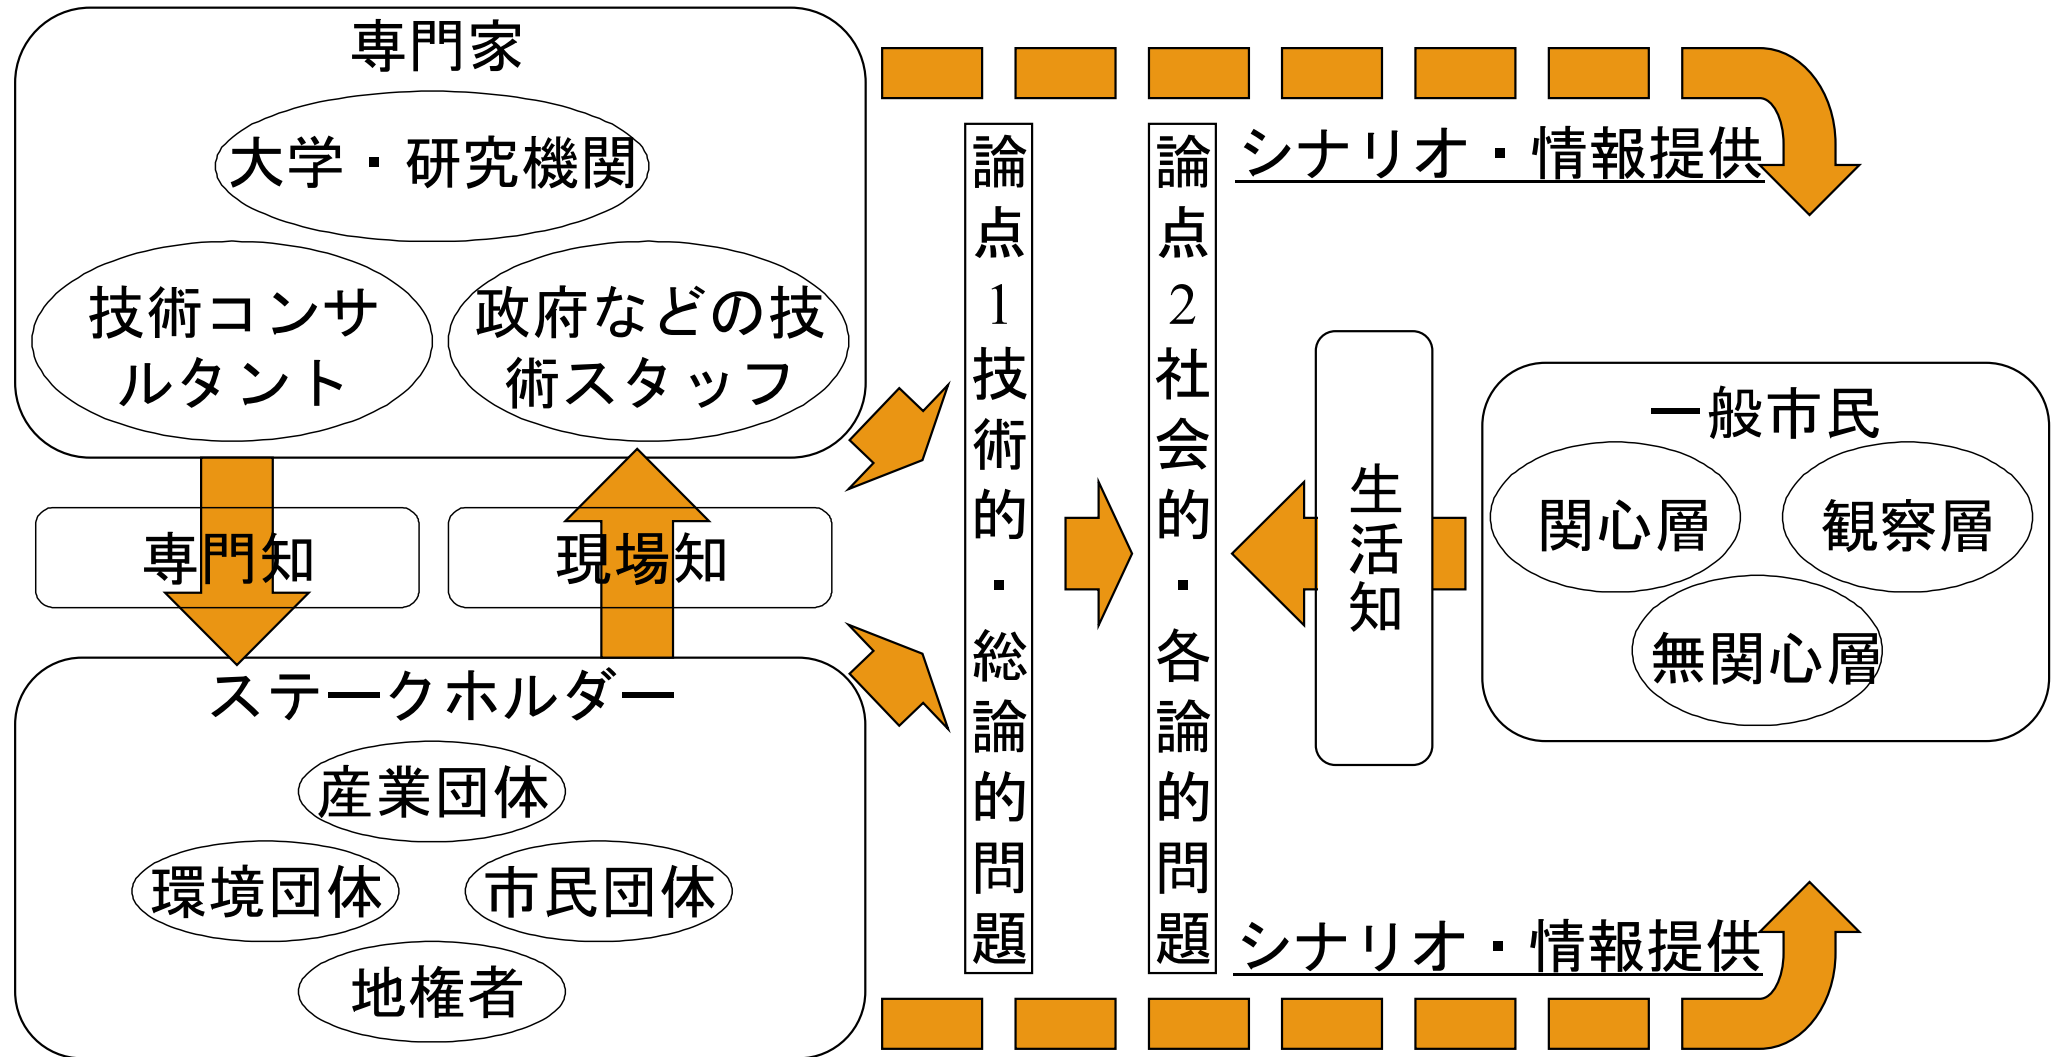 専門家
大学・研究機関
技術コンサ
ルタント
政府などの技
術スタッフ
専門知
現場知
ステークホルダー
産業団体
環境団体
市民団体
地権者
論点1技術的・総論的問題
論点2社会的・各論的問題
シナリオ・情報提供
生活知
一般市民
関心層
観察層
無関心層
シナリオ・情報提供